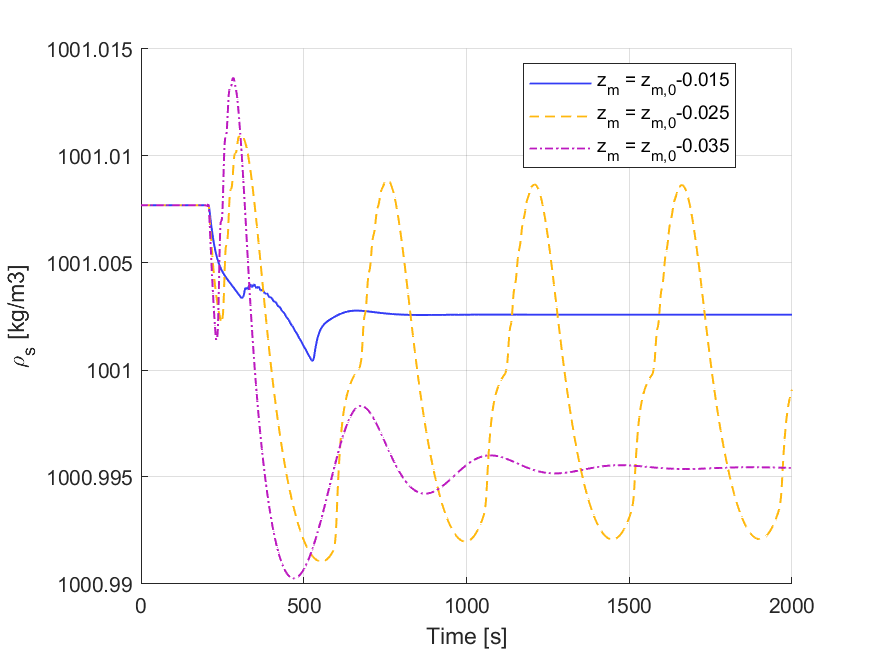 1001.015
1001.01
1001.005
1001
1000.995
1000.99
ρs [kg/m3]
zm = zm,0-0.015
zm = zm,0-0.025
zm = zm,0-0.035
0 500 1000 1500 2000
Time [s]